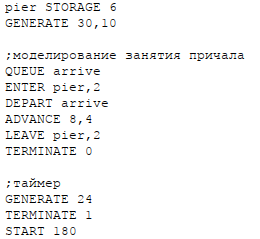 pier STORAGE 6
GENERATE 30,10
;моделирование занятия причала
QUEUE arrive
ENTER pier,2
DEPART arrive
ADVANCE 8,4
LEAVE pier,2
TERMINATE 0
;таймер
GENERATE 24
TERMINATE 1
START 180